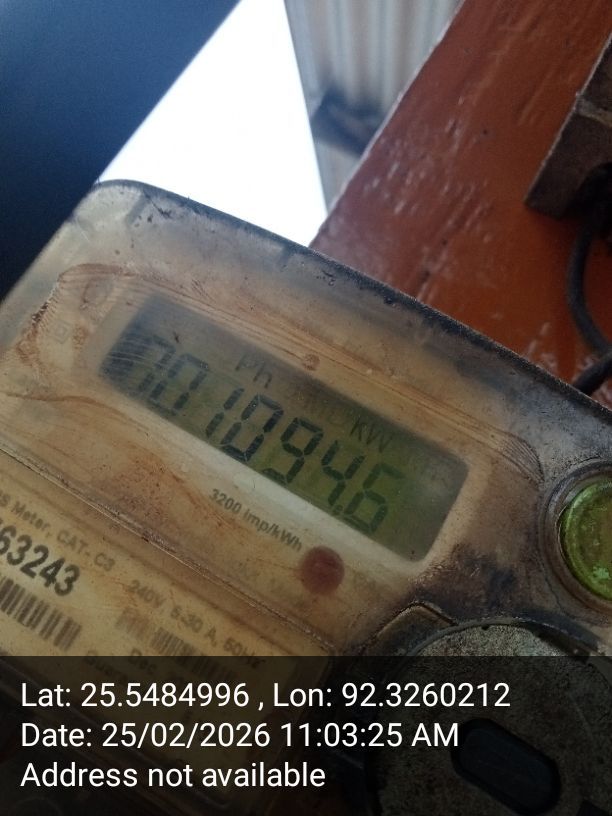 Ph kW
010946
3200 Imp/kWh
Meter, CAT- C3
63243
240V, 5-30 A, 50Hz
Lat: 25.5484996 , Lon: 92.3260212
Date: 25/02/2026 11:03:25 AM
Address not available